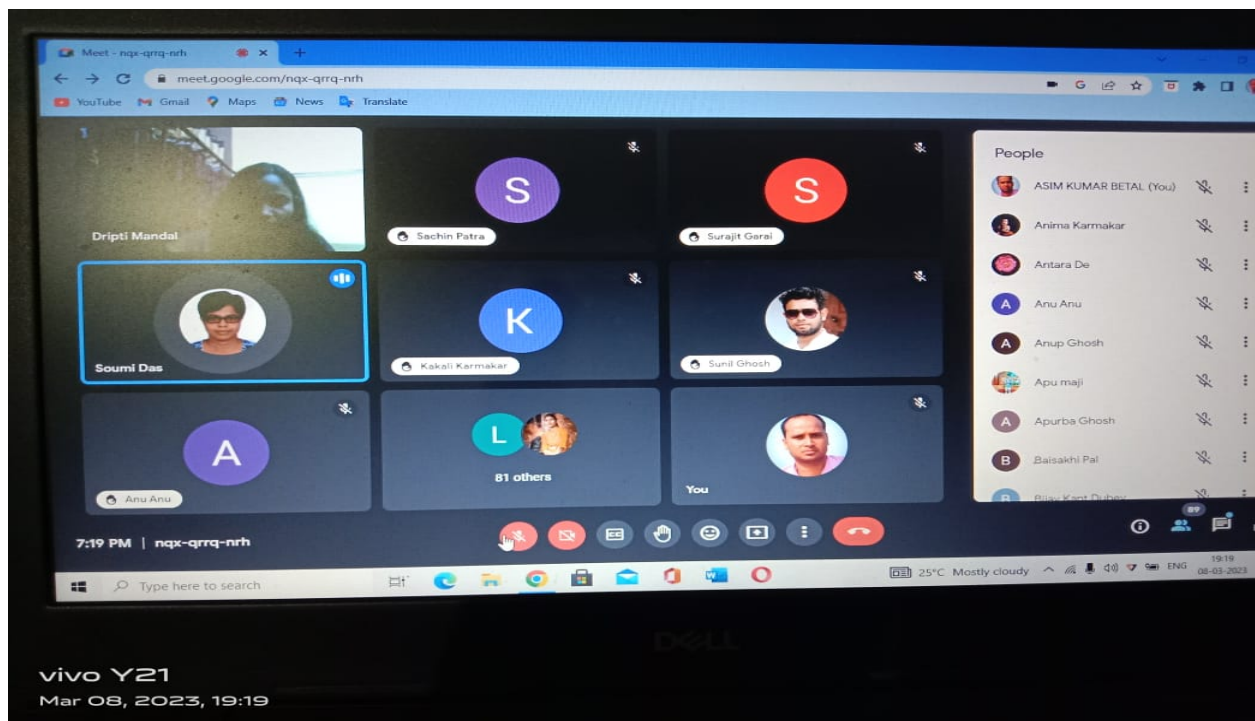 Meet - nqx-qrrq-nrh
meet.google.com/nqx-qrrq-nrh
YouTube Gmail Maps News Translate
Dripti Mandal
S
Sachin Patra
S
Surajit Garai
Soumi Das
K
Kakali Karmakar
Sunil Ghosh
A
Anu Anu
L
81 others
You
People
ASIM KUMAR BETAL (You)
Anima Karmakar
Antara De
A Anu Anu
A Anup Ghosh
Apu maji
A Apurba Ghosh
B Baisakhi Pal
B Bijay Kant Dubey
7:19 PM | nqx-qrrq-nrh
CC
89
Type here to search
25°C Mostly cloudy ENG 19:19
08-03-2023
DELL
vivo Y21
Mar 08, 2023, 19:19